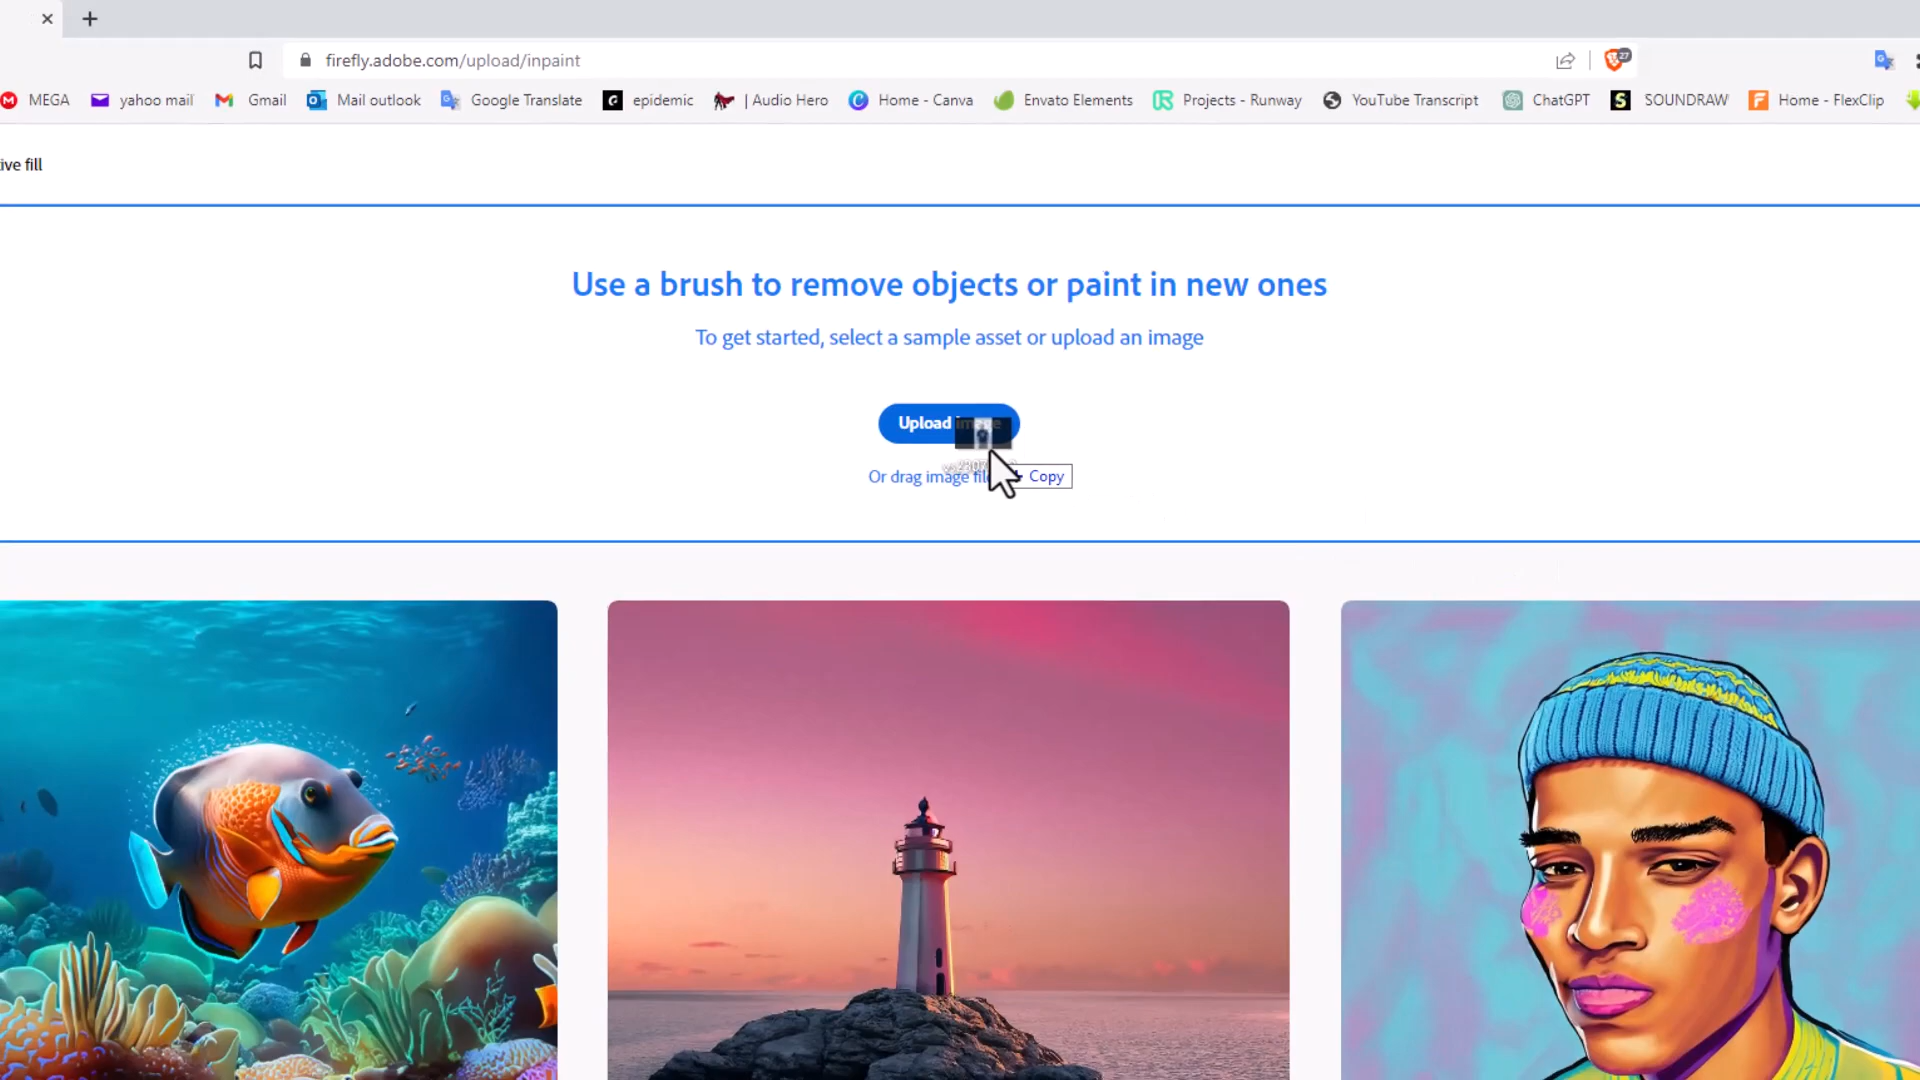 firefly.adobe.com/upload/inpaint
27
MEGA yahoo mail Gmail Mail outlook Google Translate epidemic | Audio Hero Home - Canva Envato Elements Projects - Runway YouTube Transcript ChatGPT SOUNDRAW Home - FlexClip
ive fill
Use a brush to remove objects or paint in new ones
To get started, select a sample asset or upload an image
Upload image
Or drag image
Copy